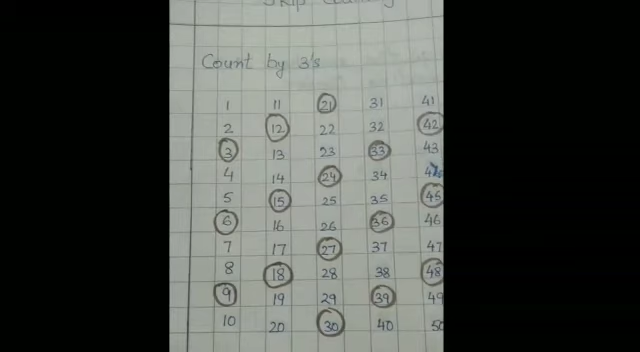 Skip Counting
Count by 3's
1 11 21 31 41
2 12 22 32 42
3 13 23 33 43
4 14 24 34
5 15 25 35 45
6 16 26 36 46
7 17 27 37 47
8 18 28 38 48
9 19 29 39 49
10 20 30 40 50